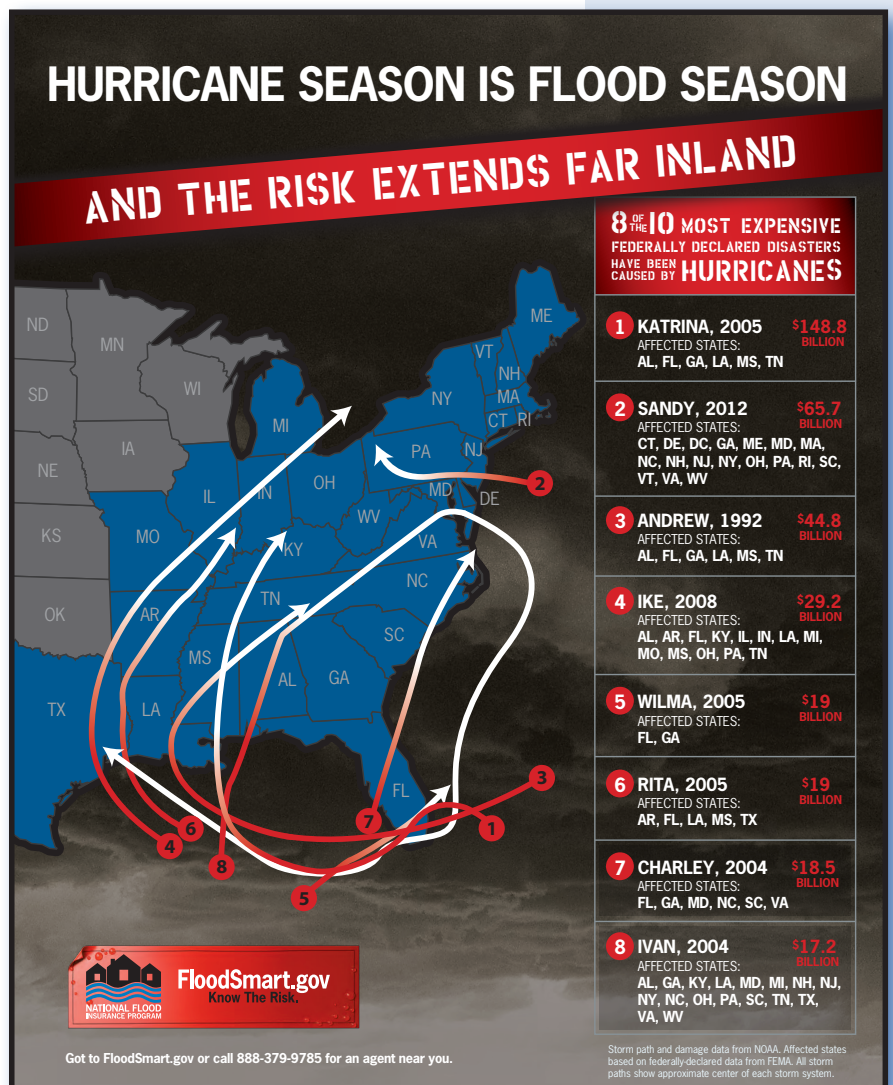 HURRICANE SEASON IS FLOOD SEASON
AND THE RISK EXTENDS FAR INLAND
8 OF THE 10 MOST EXPENSIVE
FEDERALLY DECLARED DISASTERS
HAVE BEEN CAUSED BY HURRICANES
1 KATRINA, 2005 $148.8 BILLION
AFFECTED STATES:
AL, FL, GA, LA, MS, TN
2 SANDY, 2012 $65.7 BILLION
AFFECTED STATES:
CT, DE, DC, GA, ME, MD, MA,
NC, NH, NJ, NY, OH, PA, RI, SC,
VT, VA, WV
3 ANDREW, 1992 $44.8 BILLION
AFFECTED STATES:
AL, FL, GA, LA, MS, TN
4 IKE, 2008 $29.2 BILLION
AFFECTED STATES:
AL, AR, FL, KY, IL, IN, LA, MI,
MO, MS, OH, PA, TN
5 WILMA, 2005 $19 BILLION
AFFECTED STATES:
FL, GA
6 RITA, 2005 $19 BILLION
AFFECTED STATES:
AR, FL, LA, MS, TX
7 CHARLEY, 2004 $18.5 BILLION
AFFECTED STATES:
FL, GA, MD, NC, SC, VA
8 IVAN, 2004 $17.2 BILLION
AFFECTED STATES:
AL, GA, KY, LA, MD, MI, NH, NJ,
NY, NC, OH, PA, SC, TN, TX,
VA, WV
Storm path and damage data from NOAA. Affected states
based on federally-declared data from FEMA. All storm
paths show approximate center of each storm system.
ND
MN
ME
VT
NH
SD
WI
NY
MA
MI
CT RI
IA
PA
NJ
NE
OH
IL
IN
MD
DE
2
WV
KS
MO
VA
KY
NC
OK
AR
TN
SC
MS
AL
GA
TX
LA
FL
3
7
6
1
4
8
5
NATIONAL FLOOD
INSURANCE PROGRAM
FloodSmart.gov
Know The Risk.
Got to FloodSmart.gov or call 888-379-9785 for an agent near you.